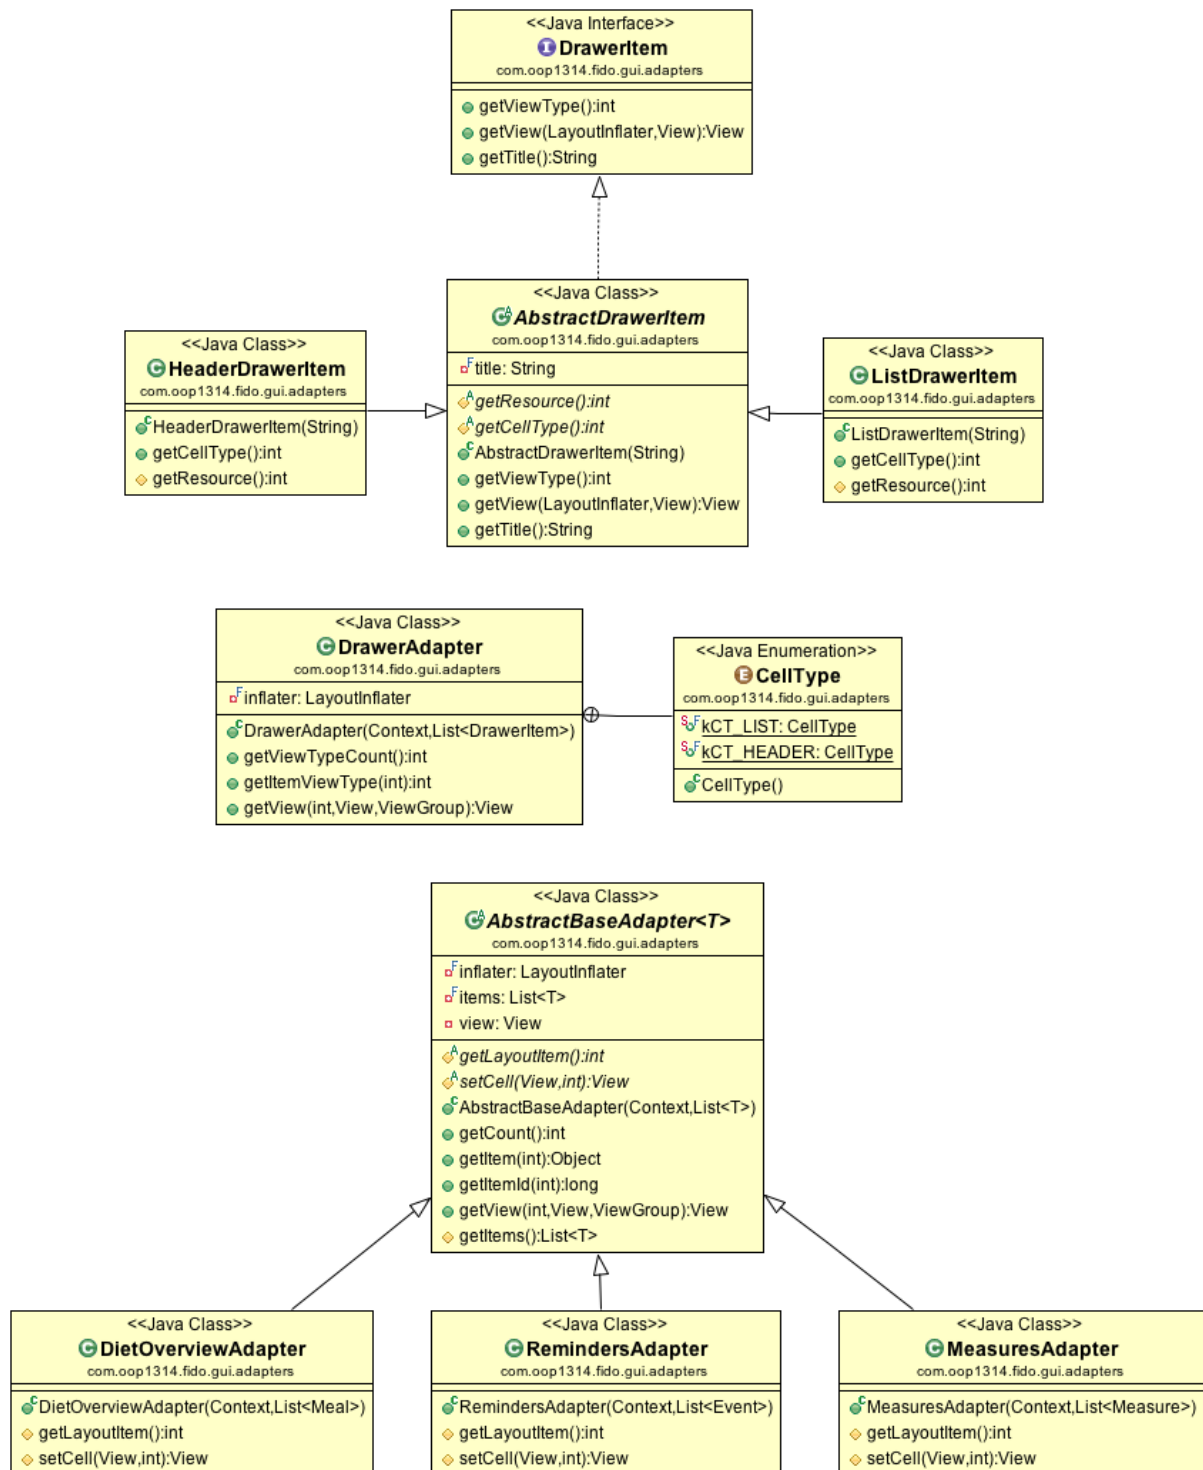 <<Java Interface>>
DrawerItem
com.oop1314.fido.gui.adapters
getViewType():int
getView(LayoutInflater,View):View
getTitle():String
<<Java Class>>
AbstractDrawerItem
com.oop1314.fido.gui.adapters
title: String
getResource():int
getCellType():int
AbstractDrawerItem(String)
getViewType():int
getView(LayoutInflater,View):View
getTitle():String
<<Java Class>>
HeaderDrawerItem
com.oop1314.fido.gui.adapters
HeaderDrawerItem(String)
getCellType():int
getResource():int
<<Java Class>>
ListDrawerItem
com.oop1314.fido.gui.adapters
ListDrawerItem(String)
getCellType():int
getResource():int
<<Java Class>>
DrawerAdapter
com.oop1314.fido.gui.adapters
inflater: LayoutInflater
DrawerAdapter(Context,List<DrawerItem>)
getViewTypeCount():int
getItemViewType(int):int
getView(int,View,ViewGroup):View
<<Java Enumeration>>
CellType
com.oop1314.fido.gui.adapters
kCT_LIST: CellType
kCT_HEADER: CellType
CellType()
<<Java Class>>
AbstractBaseAdapter<T>
com.oop1314.fido.gui.adapters
inflater: LayoutInflater
items: List<T>
view: View
getLayoutItem():int
setCell(View,int):View
AbstractBaseAdapter(Context,List<T>)
getCount():int
getItem(int):Object
getItemId(int):long
getView(int,View,ViewGroup):View
getItems():List<T>
<<Java Class>>
DietOverviewAdapter
com.oop1314.fido.gui.adapters
DietOverviewAdapter(Context,List<Meal>)
getLayoutItem():int
setCell(View,int):View
<<Java Class>>
RemindersAdapter
com.oop1314.fido.gui.adapters
RemindersAdapter(Context,List<Event>)
getLayoutItem():int
setCell(View,int):View
<<Java Class>>
MeasuresAdapter
com.oop1314.fido.gui.adapters
MeasuresAdapter(Context,List<Measure>)
getLayoutItem():int
setCell(View,int):View